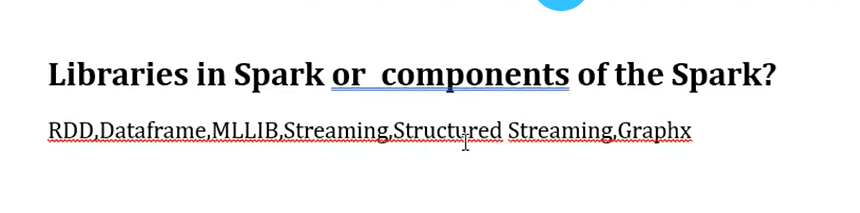 Libraries in Spark or  components of the Spark?
RDD,Dataframe,MLLIB,Streaming,Structured Streaming,Graphx